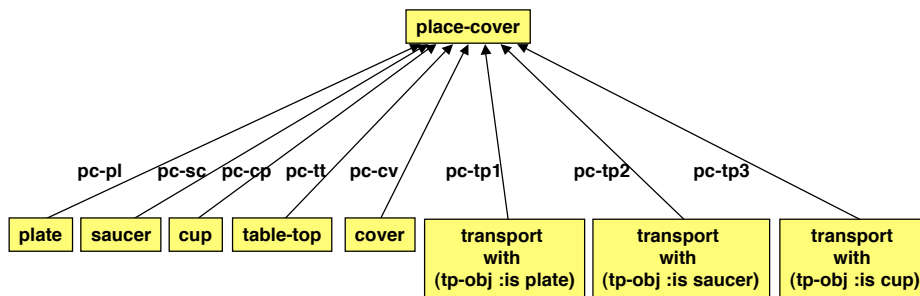 place-cover
pc-pl
pc-sc
pc-cp
pc-tt
pc-cv
pc-tp1
pc-tp2
pc-tp3
plate
saucer
cup
table-top
cover
transport
with
(tp-obj :is plate)
transport
with
(tp-obj :is saucer)
transport
with
(tp-obj :is cup)